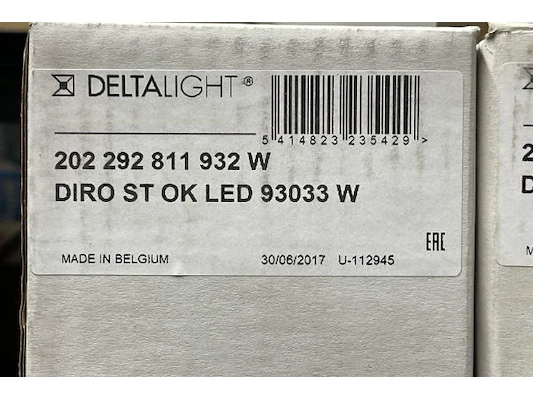 DELTALIGHT®
5 414823 235429 >
202 292 811 932 W
DIRO ST OK LED 93033 W
EAC
MADE IN BELGIUM 30/06/2017 U-112945
2
D
M